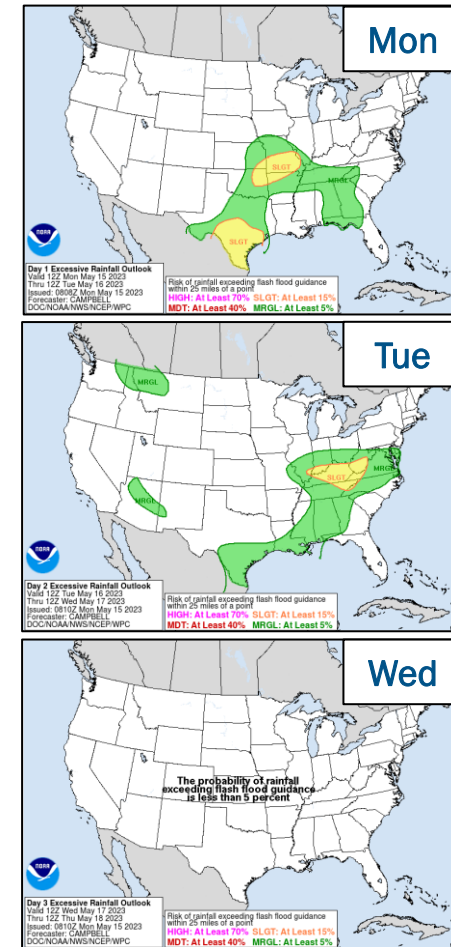 Mon
SLGT
MRGL
SLGT
NOAA
Day 1 Excessive Rainfall Outlook
Valid 12Z Mon May 15 2023
Thru 12Z Tue May 16 2023
Issued: 0808Z Mon May 15 2023
Forecaster: CAMPBELL
DOC/NOAA/NWS/NCEP/WPC
Risk of rainfall exceeding flash flood guidance
within 25 miles of a point
HIGH: At Least 70% SLGT: At Least 15%
MDT: At Least 40% MRGL: At Least 5%
Tue
MRGL
MRGL
SLGT
MRGL
NOAA
Day 2 Excessive Rainfall Outlook
Valid 12Z Tue May 16 2023
Thru 12Z Wed May 17 2023
Issued: 0810Z Mon May 15 2023
Forecaster: CAMPBELL
DOC/NOAA/NWS/NCEP/WPC
Risk of rainfall exceeding flash flood guidance
within 25 miles of a point
HIGH: At Least 70% SLGT: At Least 15%
MDT: At Least 40% MRGL: At Least 5%
Wed
The probability of rainfall
exceeding flash flood guidance
is less than 5 percent
NOAA
Day 3 Excessive Rainfall Outlook
Valid 12Z Wed May 17 2023
Thru 12Z Thu May 18 2023
Issued: 0810Z Mon May 15 2023
Forecaster: CAMPBELL
DOC/NOAA/NWS/NCEP/WPC
Risk of rainfall exceeding flash flood guidance
within 25 miles of a point
HIGH: At Least 70% SLGT: At Least 15%
MDT: At Least 40% MRGL: At Least 5%